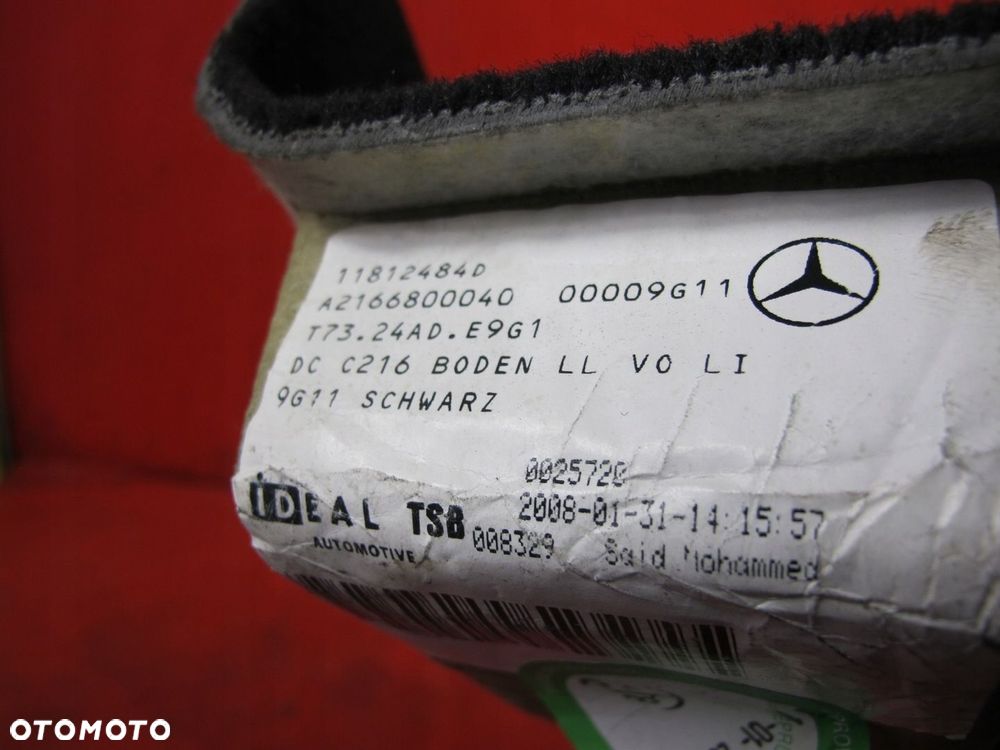 11812484D
A2166800040 00009G11
T73.24AD.E9G1
DC C216 BODEN LL VO LI
9G11 SCHWARZ
0025720
iDEAL TSB 2008-01-31-14:15:57
AUTOMOTIVE 008329 Said Mohammed
OTOMOTO